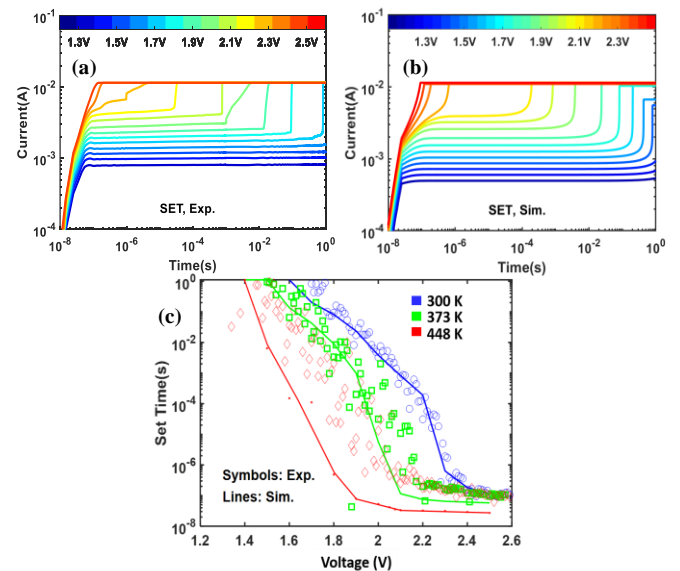 1.3V 1.5V 1.7V 1.9V 2.1V 2.3V 2.5V
(a)
SET, Exp.
Current(A)
10^-1
10^-2
10^-3
10^-4
10^-8 10^-6 10^-4 10^-2 10^0
Time(s)
1.3V 1.5V 1.7V 1.9V 2.1V 2.3V
(b)
SET, Sim.
Current(A)
10^-1
10^-2
10^-3
10^-4
10^-8 10^-6 10^-4 10^-2 10^0
Time(s)
(c)
300 K
373 K
448 K
Symbols: Exp.
Lines: Sim.
Set Time(s)
10^0
10^-2
10^-4
10^-6
10^-8
1.2 1.4 1.6 1.8 2.0 2.2 2.4 2.6
Voltage (V)